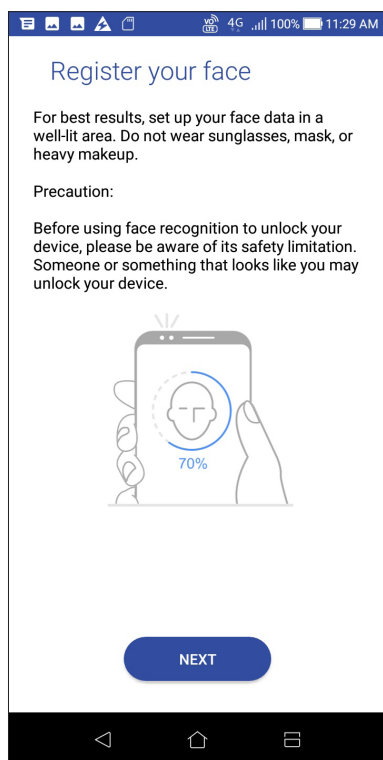 VO) LTE 4G 100% 11:29 AM
Register your face
For best results, set up your face data in a
well-lit area. Do not wear sunglasses, mask, or
heavy makeup.
Precaution:
Before using face recognition to unlock your
device, please be aware of its safety limitation.
Someone or something that looks like you may
unlock your device.
70%
NEXT